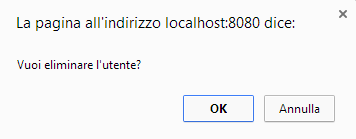 La pagina all'indirizzo localhost:8080 dice:
Vuoi eliminare l'utente?
OK
Annulla